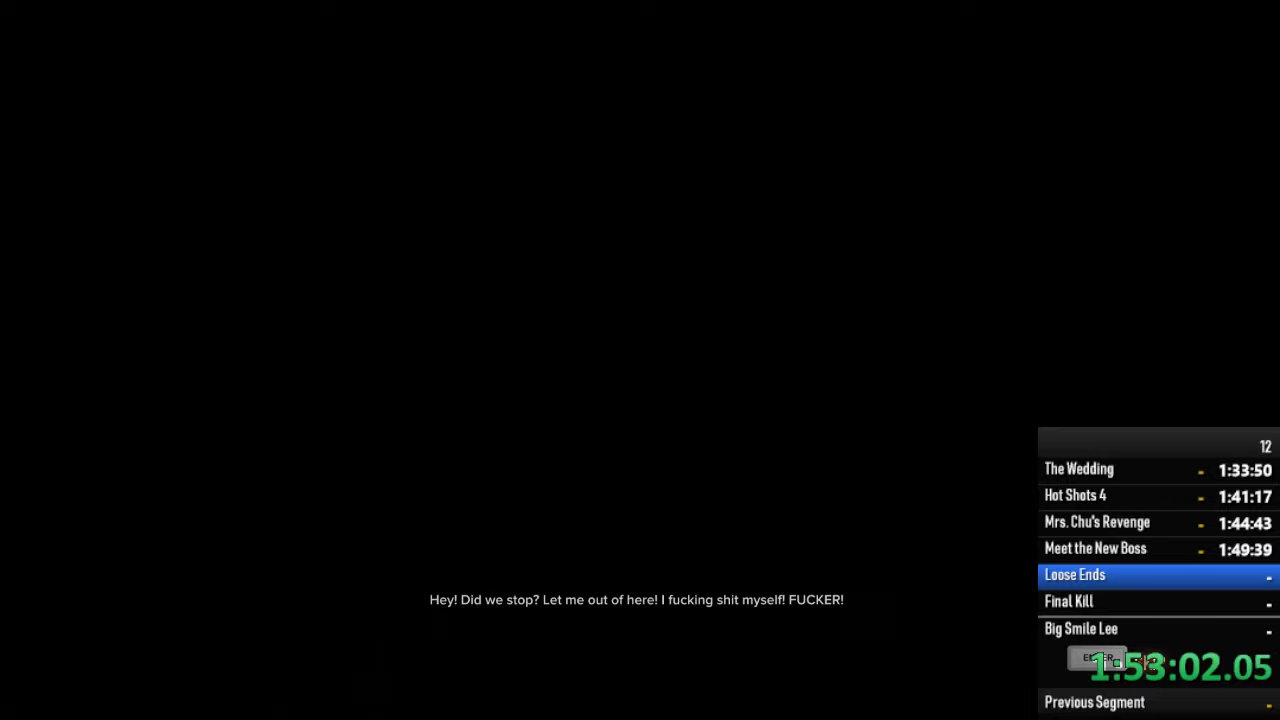 12
The Wedding - 1:33:50
Hot Shots 4 - 1:41:17
Mrs. Chu's Revenge - 1:44:43
Meet the New Boss - 1:49:39
Loose Ends -
Hey! Did we stop? Let me out of here! I fucking shit myself! FUCKER!
Final Kill -
Big Smile Lee -
1:53:02.05
Previous Segment -